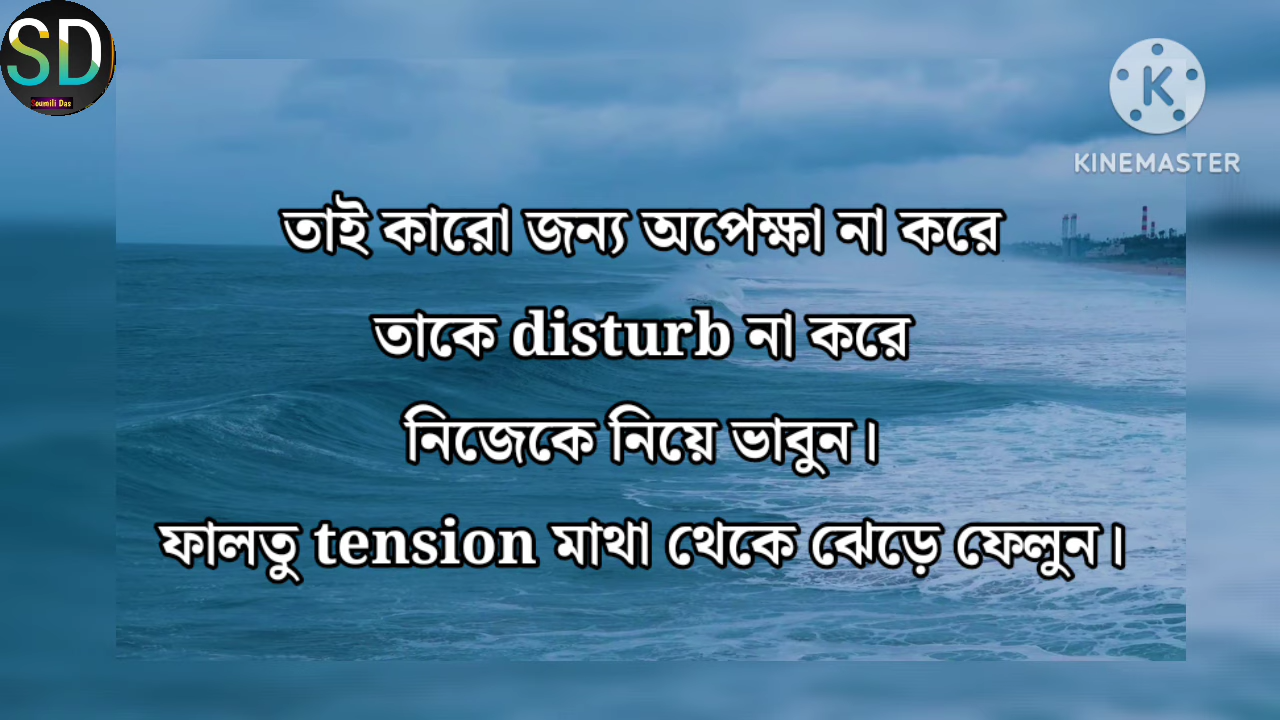 SD
Soumili Das
K
KINEMASTER
তাই কারো জন্য অপেক্ষা না করে
তাকে disturb না করে
নিজেকে নিয়ে ভাবুন।
ফালতু tension মাথা থেকে ঝেড়ে ফেলুন।